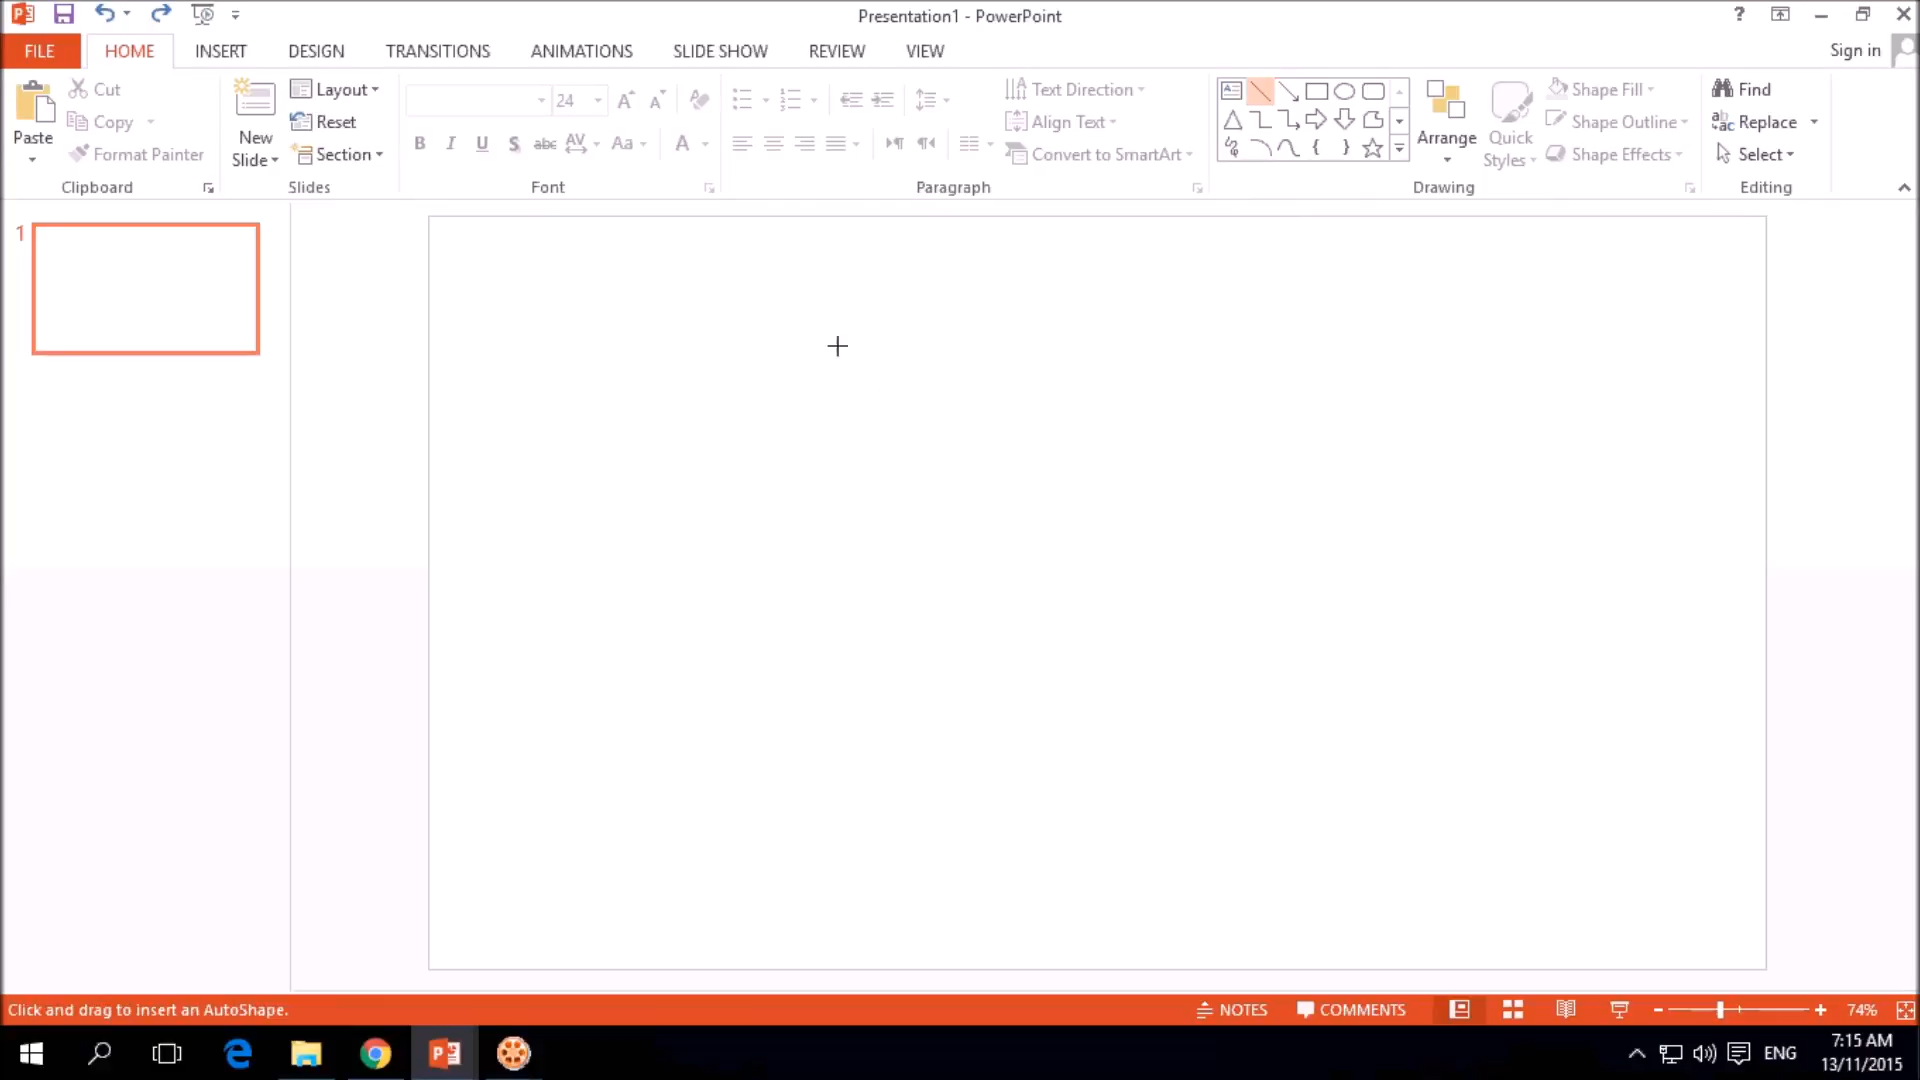 Presentation1 - PowerPoint
?
FILE HOME INSERT DESIGN TRANSITIONS ANIMATIONS SLIDE SHOW REVIEW VIEW Sign in
Paste
Cut
Copy
Format Painter
Clipboard
New
Slide
Layout
Reset
Section
Slides
24
B I U S abc AV Aa A
Font
Text Direction
Align Text
Convert to SmartArt
Paragraph
Arrange
Quick
Styles
Shape Fill
Shape Outline
Shape Effects
Drawing
Find
Replace
Select
Editing
1
Click and drag to insert an AutoShape. NOTES COMMENTS 74%
ENG
7:15 AM
13/11/2015